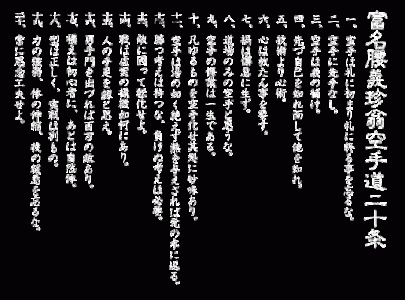 富名腰義珍翁空手道二十条
一、空手は礼に初まり礼に終る事を忘るな。
二、空手に先手なし。
三、空手は義の補け。
四、先づ自己を知れ而して他を知れ。
五、技術より心術。
六、心は放たん事を要す。
七、禍は懈怠に生ず。
八、道場のみの空手と思うな。
九、空手の修業は一生である。
十、凡ゆるものを空手化せ其処に妙味あり。
十一、空手は湯の如く絶えず熱を与えざれば元の水に返る。
十二、勝つ考えは持つな、負けぬ考えは必要。
十三、敵に因って転化せよ。
十四、戦は虚実の操縦如何にあり。
十五、人の手足を劔と思え。
十六、男子門を出づれば百万の敵あり。
十七、構えは初心者に、あとは自然体。
十八、型は正しく、実戦は別もの。
十九、力の強弱、体の伸縮、技の緩急を忘るな。
二十、常に思念工夫せよ。